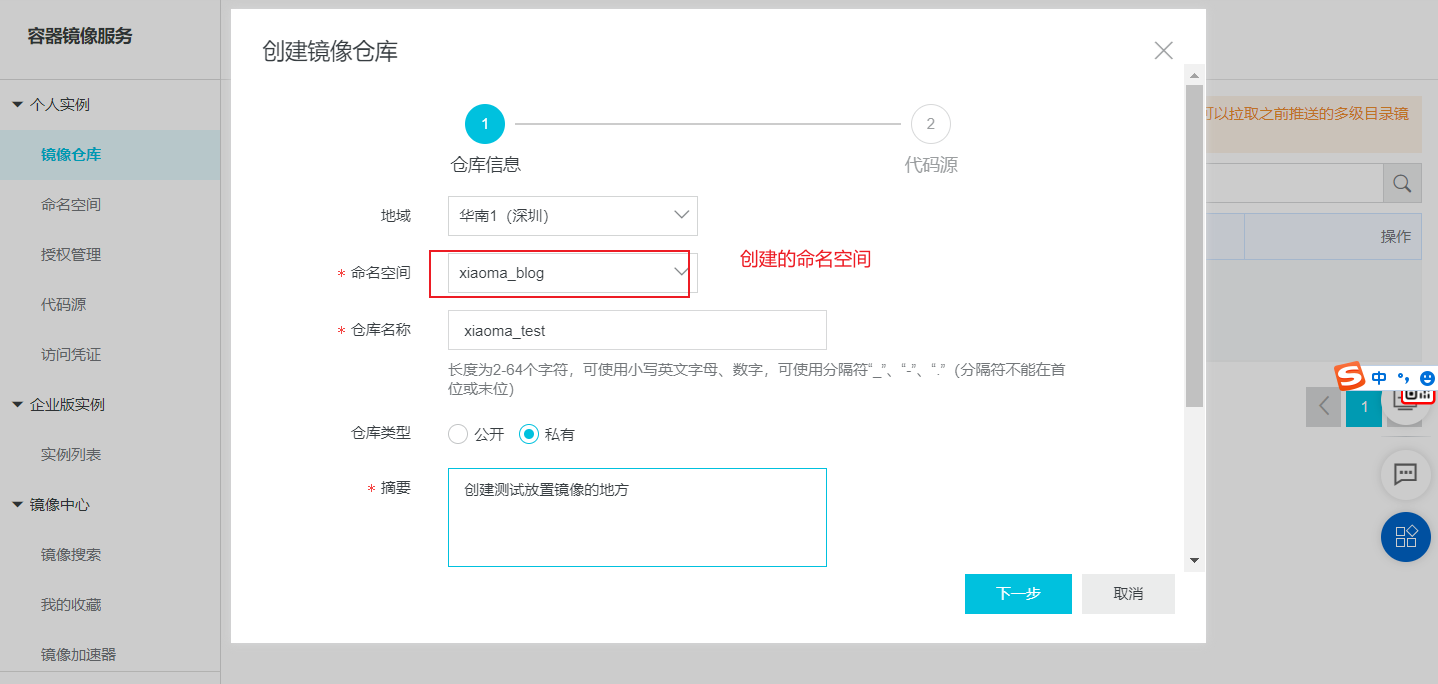 容器镜像服务
个人实例
镜像仓库
命名空间
授权管理
代码源
访问凭证
企业版实例
实例列表
镜像中心
镜像搜索
我的收藏
镜像加速器
创建镜像仓库
1
2
仓库信息
代码源
地域
华南1（深圳）
* 命名空间
xiaoma_blog
创建的命名空间
* 仓库名称
xiaoma_test
长度为2-64个字符，可使用小写英文字母、数字，可使用分隔符“_”、“-”、“.”（分隔符不能在首
位或末位）
仓库类型
公开
私有
* 摘要
创建测试放置镜像的地方
下一步
取消
可以拉取之前推送的多级目录镜
操作
S 中
1